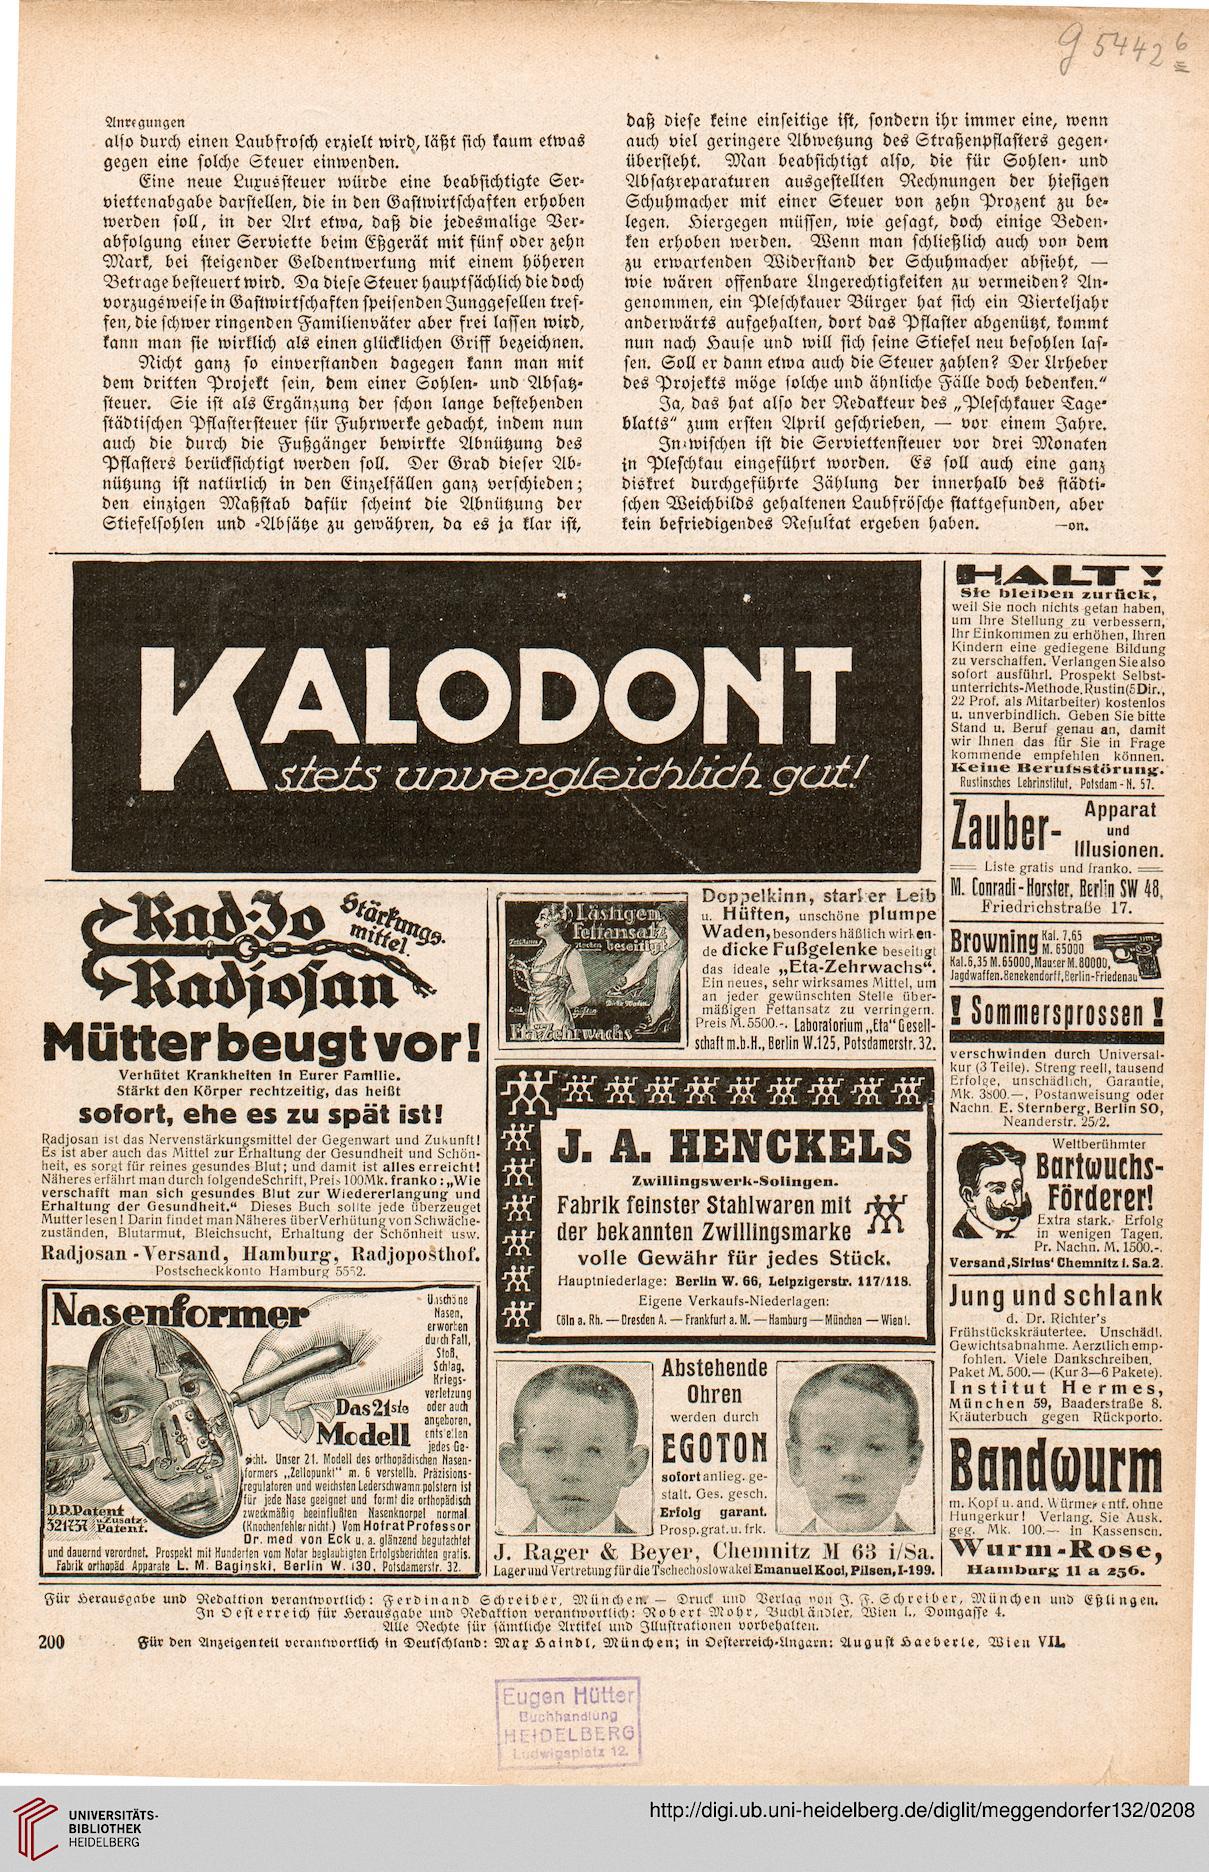 g 5442 6
Anregungen
also durch einen Laubfrosch erzielt wird, läßt sich kaum etwas
gegen eine solche Steuer einwenden.
Eine neue Luxussteuer würde eine beabsichtigte Ser-
viettenabgabe darstellen, die in den Gastwirtschaften erhoben
werden soll, in der Art etwa, daß die jedesmalige Ver-
abfolgung einer Serviette beim Eßgerät mit fünf oder zehn
Mark, bei steigender Geldentwertung mit einem höheren
Betrage besteuert wird. Da diese Steuer hauptsächlich die doch
vorzugsweise in Gastwirtschaften speisenden Junggesellen tref-
fen, die schwer ringenden Familienväter aber frei lassen wird,
kann man sie wirklich als einen glücklichen Griff bezeichnen.
Nicht ganz so einverstanden dagegen kann man mit
dem dritten Projekt sein, dem einer Sohlen- und Absatz-
steuer. Sie ist als Ergänzung der schon lange bestehenden
städtischen Pflastersteuer für Fuhrwerke gedacht, indem nun
auch die durch die Fußgänger bewirkte Abnützung des
Pflasters berücksichtigt werden soll. Der Grad dieser Ab-
nützung ist natürlich in den Einzelfällen ganz verschieden;
den einzigen Maßstab dafür scheint die Abnützung der
Stiefelsohlen und -Absätze zu gewähren, da es ja klar ist,
daß diese keine einseitige ist, sondern ihr immer eine, wenn
auch viel geringere Abwetzung des Straßenpflasters gegen-
übersteht. Man beabsichtigt also, die für Sohlen- und
Absatzreparaturen ausgestellten Rechnungen der hiesigen
Schuhmacher mit einer Steuer von zehn Prozent zu be-
legen. Hiergegen müssen, wie gesagt, doch einige Beden-
ken erhoben werden. Wenn man schließlich auch von dem
zu erwartenden Widerstand der Schuhmacher absieht, —
wie wären offenbare Ungerechtigkeiten zu vermeiden? An-
genommen, ein Pleschkauer Bürger hat sich ein Vierteljahr
anderwärts aufgehalten, dort das Pflaster abgenützt, kommt
nun nach Hause und will sich seine Stiefel neu besohlen las-
sen. Soll er dann etwa auch die Steuer zahlen? Der Urheber
des Projekts möge solche und ähnliche Fälle doch bedenken."
Ja, das hat also der Redakteur des „Pleschkauer Tage-
blatts" zum ersten April geschrieben, — vor einem Jahre.
Inzwischen ist die Serviettensteuer vor drei Monaten
in Pleschkau eingeführt worden. Es soll auch eine ganz
diskret durchgeführte Zählung der innerhalb des städti-
schen Weichbilds gehaltenen Laubfrösche stattgefunden, aber
kein befriedigendes Resultat ergeben haben. —on.
KALODONT
stets unvergleichlich gut!
HALT!
Sie bleiben zurück,
weil Sie noch nichts getan haben,
um Ihre Stellung zu verbessern,
Ihr Einkommen zu erhöhen, Ihren
Kindern eine gediegene Bildung
zu verschaffen. Verlangen Sie also
sofort ausführl. Prospekt Selbst-
unterrichts-Methode Rustin (5 Dir.,
22 Prof. als Mitarbeiter) kostenlos
u. unverbindlich. Geben Sie bitte
Stand u. Beruf genau an, damit
wir Ihnen das für Sie in Frage
kommende empfehlen können.
Keine Berufsstörung.
Rustinsches Lehrinstitut, Potsdam-N. 57.
Zauber-
Apparat
und
Illusionen.
Liste gratis und franko.
M. Conradi-Horster, Berlin SW 48,
Friedrichstraße 17.
Browning Kal. 7,65
M. 65000
Kal. 6,35 M. 65000, Mauser M. 80000,
Jagdwaffen. Benekendorff, Berlin-Friedenau
! Sommersprossen !
verschwinden durch Universal-
kur (3 Teile). Streng reell, tausend
Erfolge, unschädlich, Garantie,
Mk. 3800.—, Postanweisung oder
Nachn. E. Sternberg, Berlin SO,
Neanderstr. 25/2.
Weltberühmter
Bartwuchs-
Förderer!
Extra stark. Erfolg
in wenigen Tagen.
Pr. Nachn. M. 1500.-.
Versand „Sirius' Chemnitz i. Sa. 2.
Jung und schlank
d. Dr. Richter's
Frühstückskräutertee. Unschädl.
Gewichtsabnahme. Aerztlich emp-
fohlen. Viele Dankschreiben,
Paket M. 500.— (Kur 3—6 Pakete).
Institut Hermes,
München 59, Baaderstraße 8.
Kräuterbuch gegen Rückporto.
Bandwurm
m. Kopf u. and. Würmer entf. ohne
Hungerkur! Verlang. Sie Ausk.
geg. Mk. 100.— in Kassensch.
Wurm-Rose,
Hamburg 11 a 256.
Rad-Jo
Stärkungs-
mittel.
Radjosan
Mütter beugt vor!
Verhütet Krankheiten in Eurer Familie.
Stärkt den Körper rechtzeitig, das heißt
sofort, ehe es zu spät ist!
Radjosan ist das Nervenstärkungsmittel der Gegenwart und Zukunft!
Es ist aber auch das Mittel zur Erhaltung der Gesundheit und Schön-
heit, es sorgt für reines gesundes Blut; und damit ist alles erreicht!
Näheres erfährt man durch folgende Schrift, Preis 100 Mk. franko: „Wie
verschafft man sich gesundes Blut zur Wiedererlangung und
Erhaltung der Gesundheit." Dieses Buch sollte jede überzeuget
Mutter lesen! Darin findet man Näheres über Verhütung von Schwäche-
zuständen, Blutarmut, Bleichsucht, Erhaltung der Schönheit usw.
Radjosan-Versand, Hamburg, Radjoposthof.
Postscheckkonto Hamburg 5552.
Lästigen
Fettansatz
beseitigt
Eta-Zehrwachs
Doppelkinn, starker Leib
u. Hüften, unschöne plumpe
Waden, besonders häßlich wirken-
de dicke Fußgelenke beseitigt
das ideale „Eta-Zehrwachs".
Ein neues, sehr wirksames Mittel, um
an jeder gewünschten Stelle über-
mäßigen Fettansatz zu verringern.
Preis M. 5500.-. Laboratorium „Eta" Gesell-
schaft m.b.H., Berlin W. 125, Potsdamerstr. 32.
J. A. HENCKELS
Zwillingswerk-Solingen.
Fabrik feinster Stahlwaren mit
der bekannten Zwillingsmarke
volle Gewähr für jedes Stück.
Hauptniederlage: Berlin W. 66, Leipzigerstr. 117/118.
Eigene Verkaufs-Niederlagen:
Cöln a. Rh. — Dresden A. — Frankfurt a. M. — Hamburg — München — Wien I.
Nasenformer
Das 21ste
Modell
D.R.Patent
321437 u. Zusatz-
Patent.
Unschöne
Nasen,
erworben
durch Fall,
Stoß,
Schlag,
Kriegs-
verletzung
oder auch
angeboren,
entstellen
jedes Ge-
sicht. Unser 21. Modell des orthopädischen Nasen-
formers „Zellopunkt" m. 6 verstellb. Präzisions-
regulatoren und weichsten Lederschwammpolstern ist
für jede Nase geeignet und formt die orthopädisch
zweckmäßig beeinflußten Nasenknorpel normal
(Knochenfehler nicht.) Vom Hofrat Professor
Dr. med. von Eck u. a. glänzend begutachtet
und dauernd verordnet. Prospekt mit Hunderten vom Notar beglaubigten Erfolgsberichten gratis.
Fabrik orthopäd. Apparate L. M. Baginski, Berlin W. 130, Potsdamerstr. 32.
Abstehende
Ohren
werden durch
EGOTON
sofort anlieg. ge-
stalt. Ges. gesch.
Erfolg garant.
Prosp. grat. u. frk.
J. Rager & Beyer, Chemnitz M 63 i/Sa.
Lager und Vertretung für die Tschechoslowakei Emanuel Kocl, Pilsen, I-199.
Für Herausgabe und Redaktion verantwortlich: Ferdinand Schreiber, München. — Druck und Verlag von J. F. Schreiber, München und Eßlingen.
In Oesterreich für Herausgabe und Redaktion verantwortlich: Robert Mohr, Buchhändler, Wien I., Domgasse 4.
Alle Rechte für sämtliche Artikel und Illustrationen vorbehalten.
200 Für den Anzeigenteil verantwortlich in Deutschland: Max Haindl, München; in Oesterreich-Ungarn: August Haeberle, Wien VII.
Eugen Hütter
Buchhandlung
HEIDELBERG
Ludwigsplatz 12.
UNIVERSITÄTS-
BIBLIOTHEK
HEIDELBERG
http://digi.ub.uni-heidelberg.de/diglit/meggendorfer132/0208